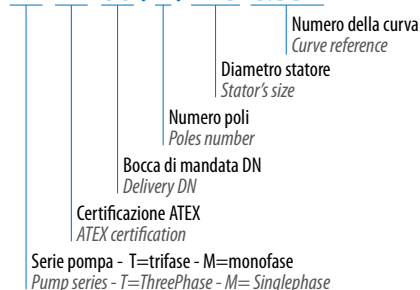 Numero della curva
Curve reference
Diametro statore
Stator's size
Numero poli
Poles number
Bocca di mandata DN
Delivery DN
Certificazione ATEX
ATEX certification
Serie pompa - T=trifase - M=monofase
Pump series - T=ThreePhase - M= Singlephase